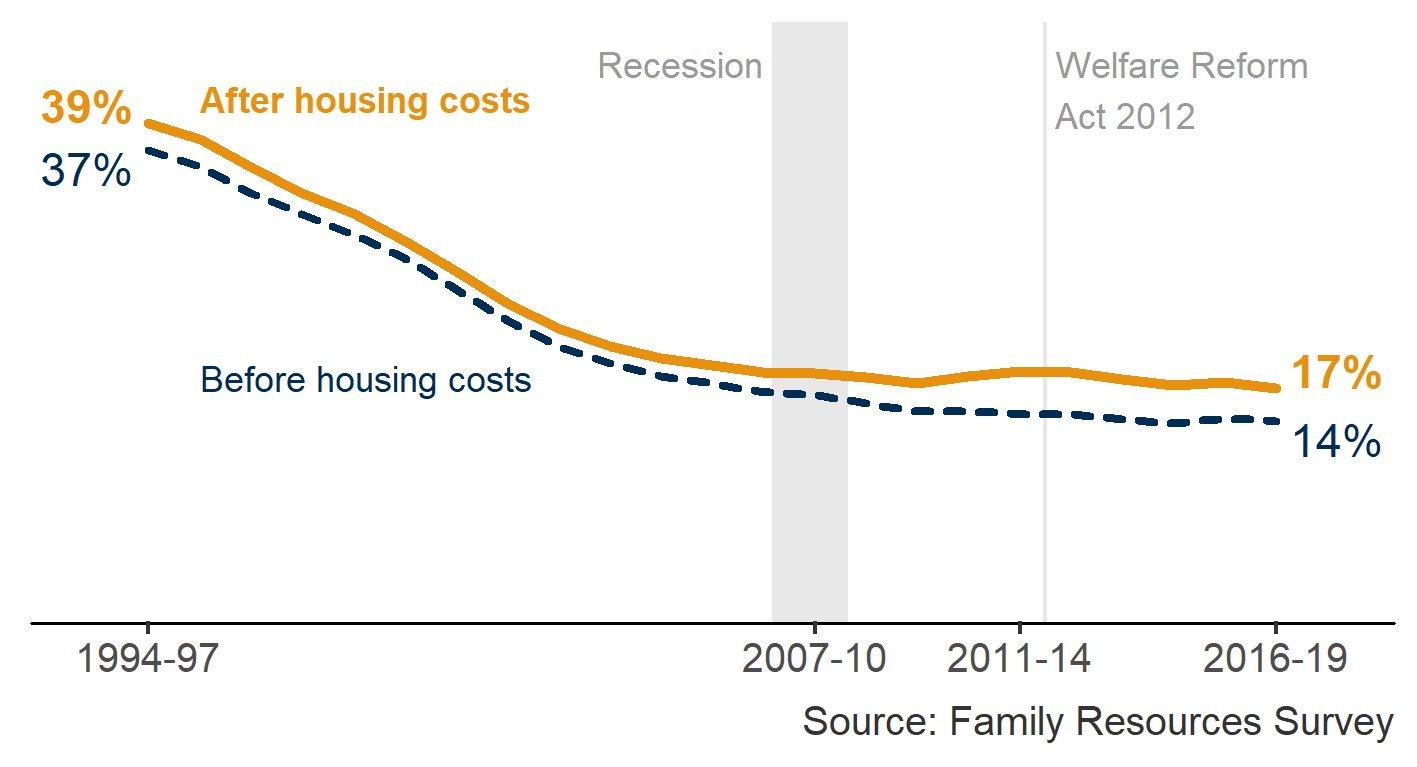 Recession
Welfare Reform
Act 2012
After housing costs
39%
37%
Before housing costs
17%
14%
1994-97
2007-10
2011-14
2016-19
Source: Family Resources Survey